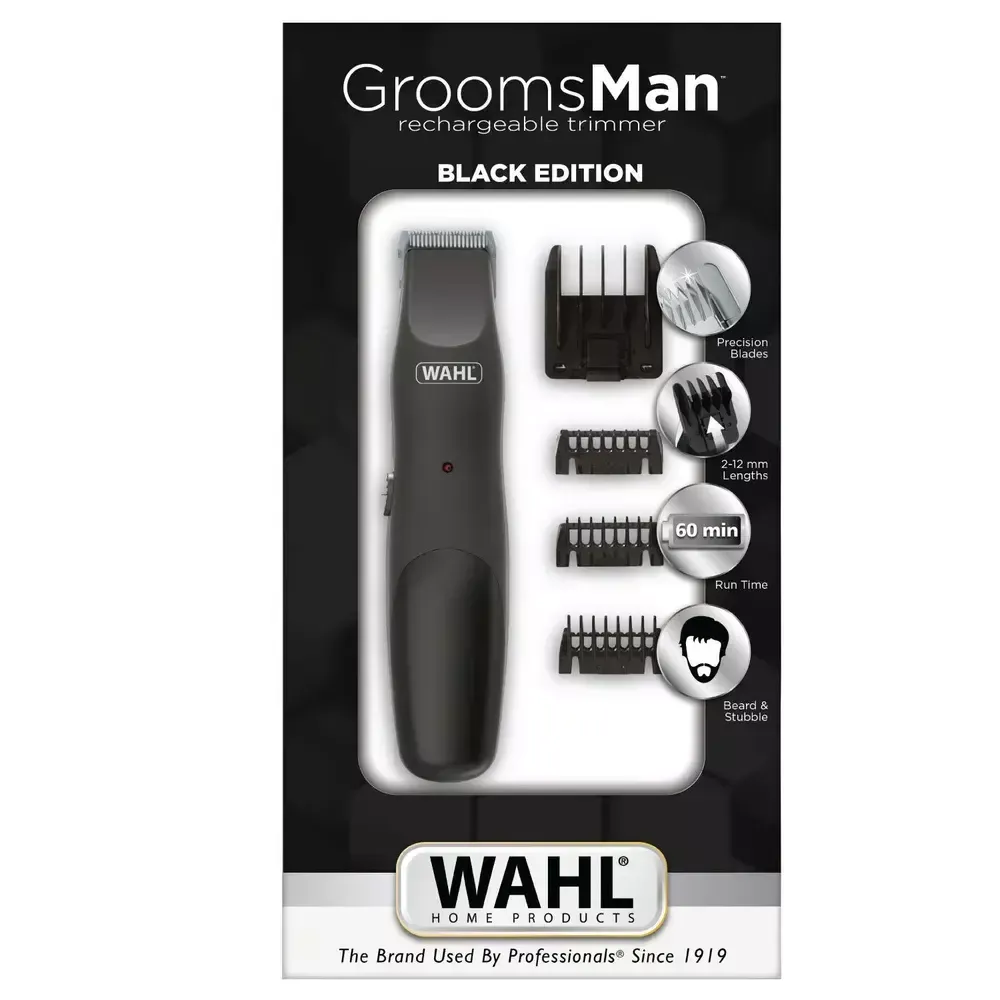 GroomsMan™
rechargeable trimmer
BLACK EDITION
WAHL
Precision
Blades
2-12 mm
Lengths
60 min
Run Time
Beard &
Stubble
WAHL®
HOME PRODUCTS
The Brand Used By Professionals® Since 1919